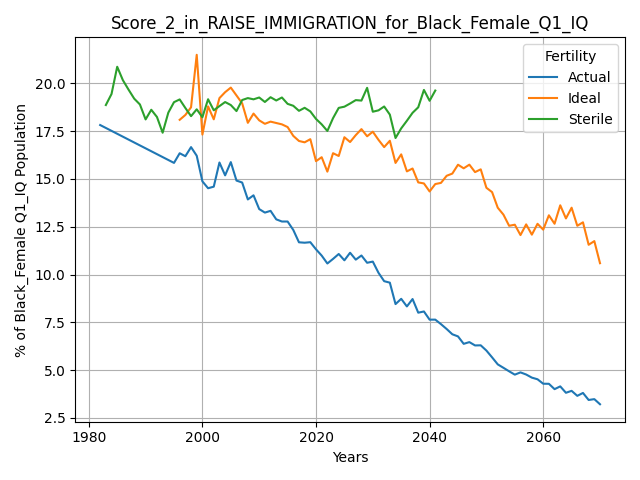 Score_2_in_RAISE_IMMIGRATION_for_Black_Female_Q1_IQ
% of Black_Female Q1_IQ Population
20.0
17.5
15.0
12.5
10.0
7.5
5.0
2.5
Fertility
Actual
Ideal
Sterile
1980
2000
2020
2040
2060
Years